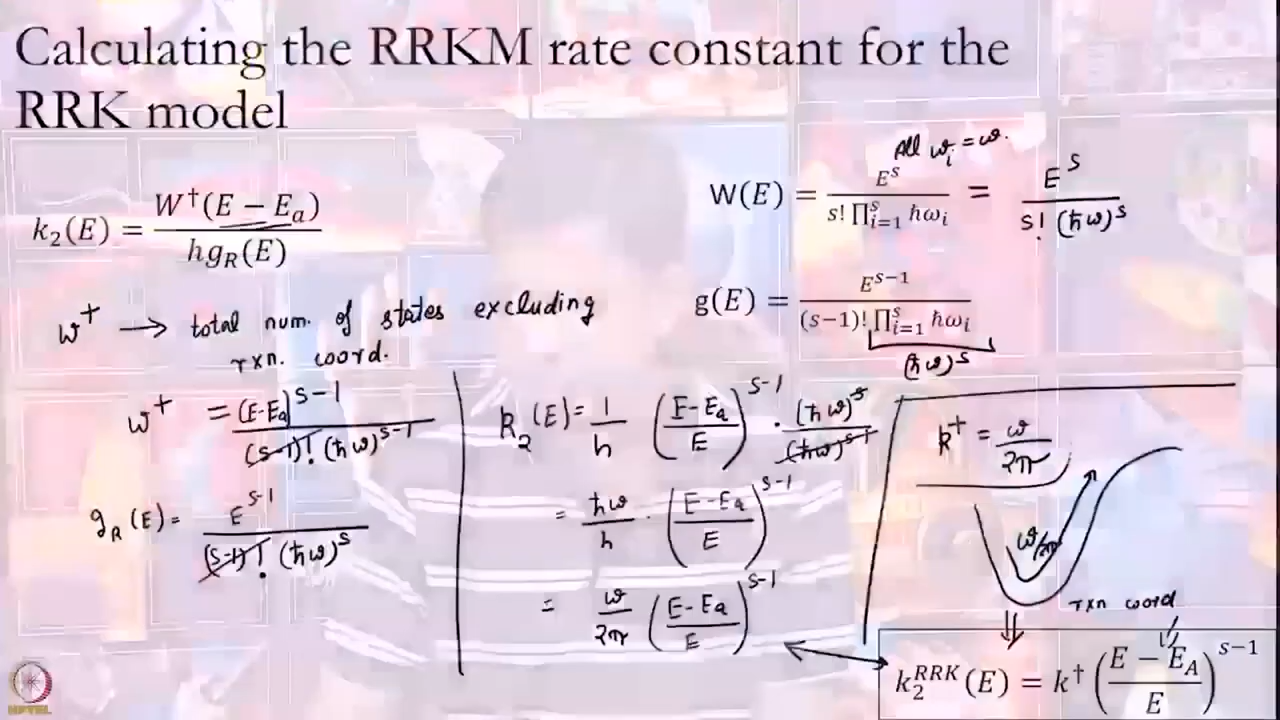 Calculating the RRKM rate constant for the
RRK model
k₂(E) = W†(E − Eₐ) / hg_R(E)
All ωᵢ = ω.
W(E) = E^s / s! ∏_{i=1}^{s} ħωᵢ = E^s / s! (ħω)^s
g(E) = E^{s−1} / (s−1)! ∏_{i=1}^{s} ħωᵢ
(ħω)^s
W† → total num. of states excluding
rxn. coord.
W† = (E-Eₐ)^{s-1} / (s-1)! (ħω)^{s-1}
g_R(E) = E^{s-1} / (s-1)! (ħω)^s
k₂(E) = 1/h ((E-Eₐ)/E)^{s-1} · (ħω)^s / (ħω)^{s-1}
= ħω/h · ((E-Eₐ)/E)^{s-1}
= ω/2π ((E-Eₐ)/E)^{s-1}
k† = ω/2π
ω/2π
rxn coord
k₂^{RRK}(E) = k† ((E − E_A)/E)^{s−1}
NPTEL